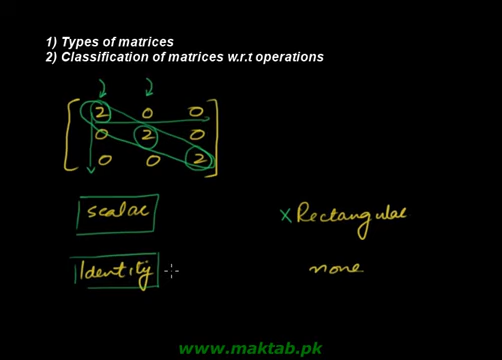 1) Types of matrices
2) Classification of matrices w.r.t operations
2 0 0
0 2 0
0 0 2
scalar
x Rectangular
Identity
none
www.maktab.pk